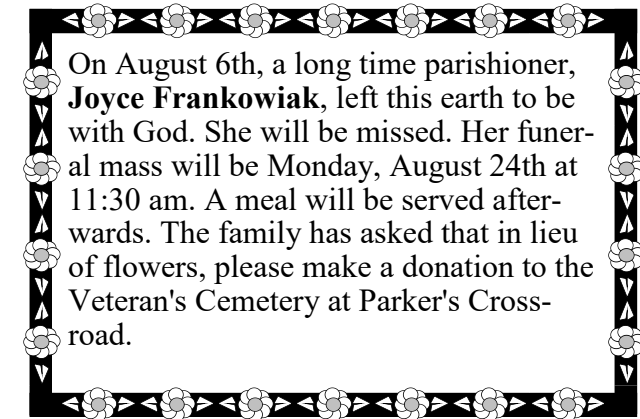 On August 6th, a long time parishioner,
Joyce Frankowiak, left this earth to be
with God. She will be missed. Her funer-
al mass will be Monday, August 24th at
11:30 am. A meal will be served after-
wards. The family has asked that in lieu
of flowers, please make a donation to the
Veteran's Cemetery at Parker's Cross-
road.